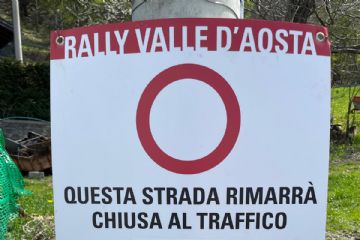 RALLY VALLE D'AOSTA
QUESTA STRADA RIMARRÀ
CHIUSA AL TRAFFICO